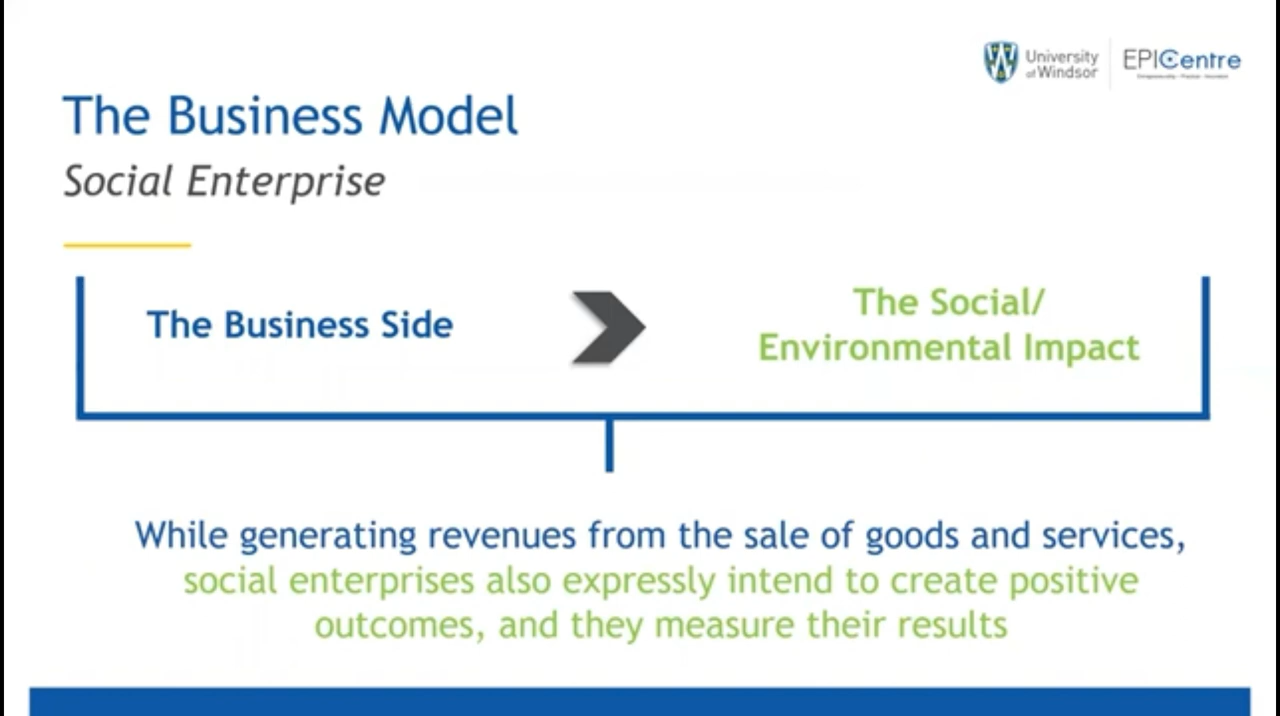 University
of Windsor
EPICentre
The Business Model
Social Enterprise
The Business Side
The Social/
Environmental Impact
While generating revenues from the sale of goods and services,
social enterprises also expressly intend to create positive
outcomes, and they measure their results